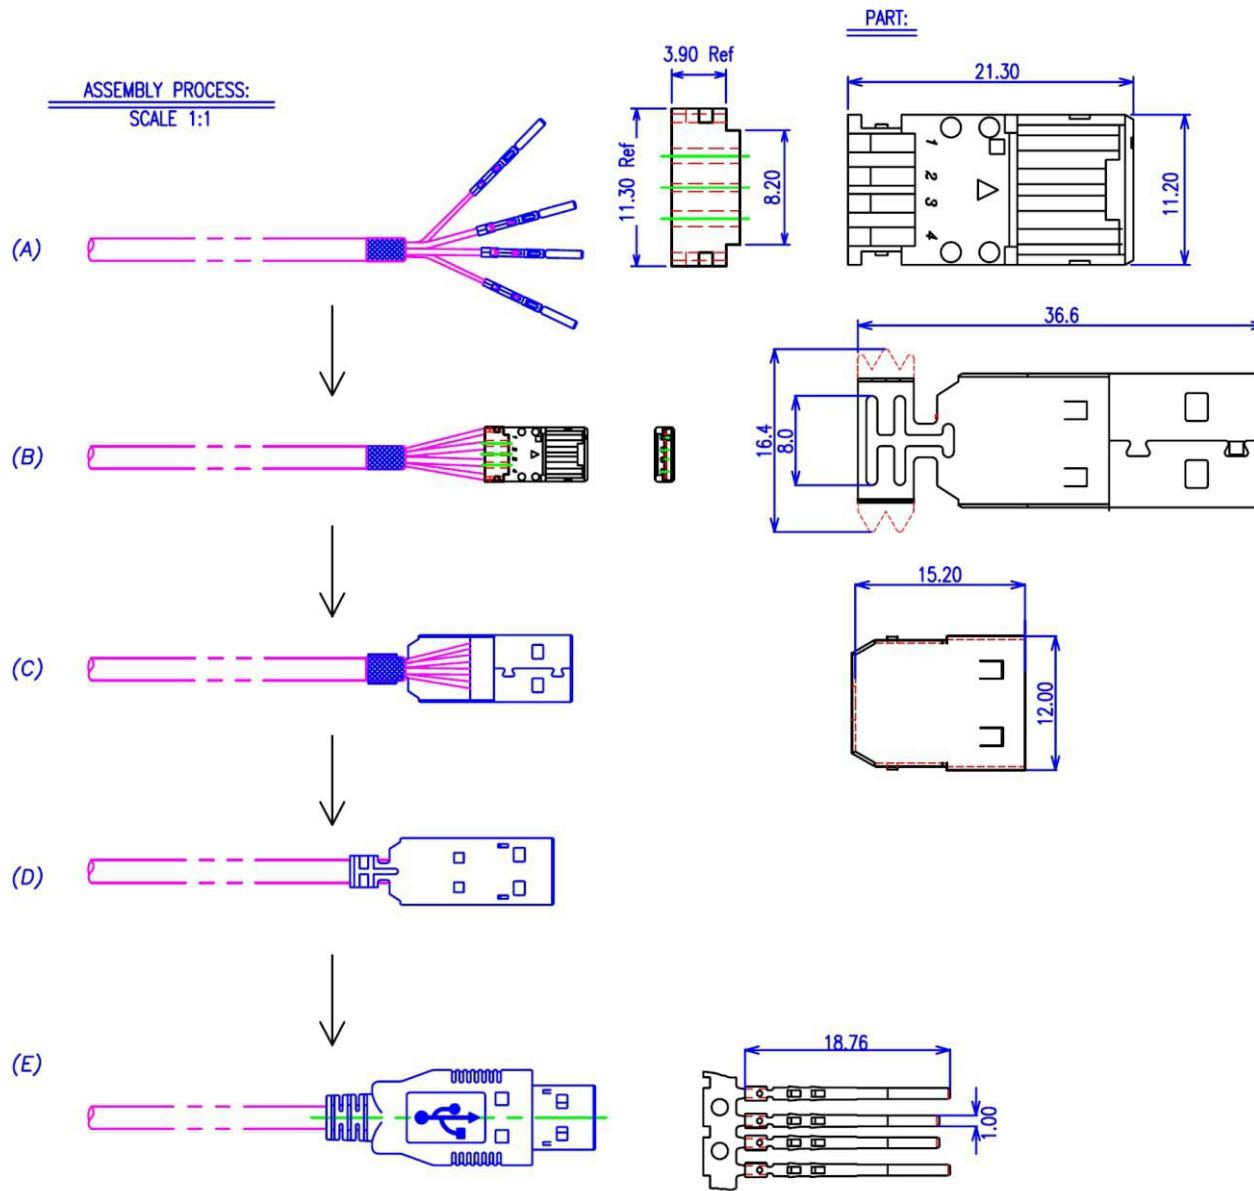 PART:
ASSEMBLY PROCESS:
SCALE 1:1
3.90 Ref
11.30 Ref
8.20
21.30
11.20
1
2
3
4
(A)
36.6
16.4
8.0
(B)
15.20
12.00
(C)
(D)
(E)
18.76
1.00